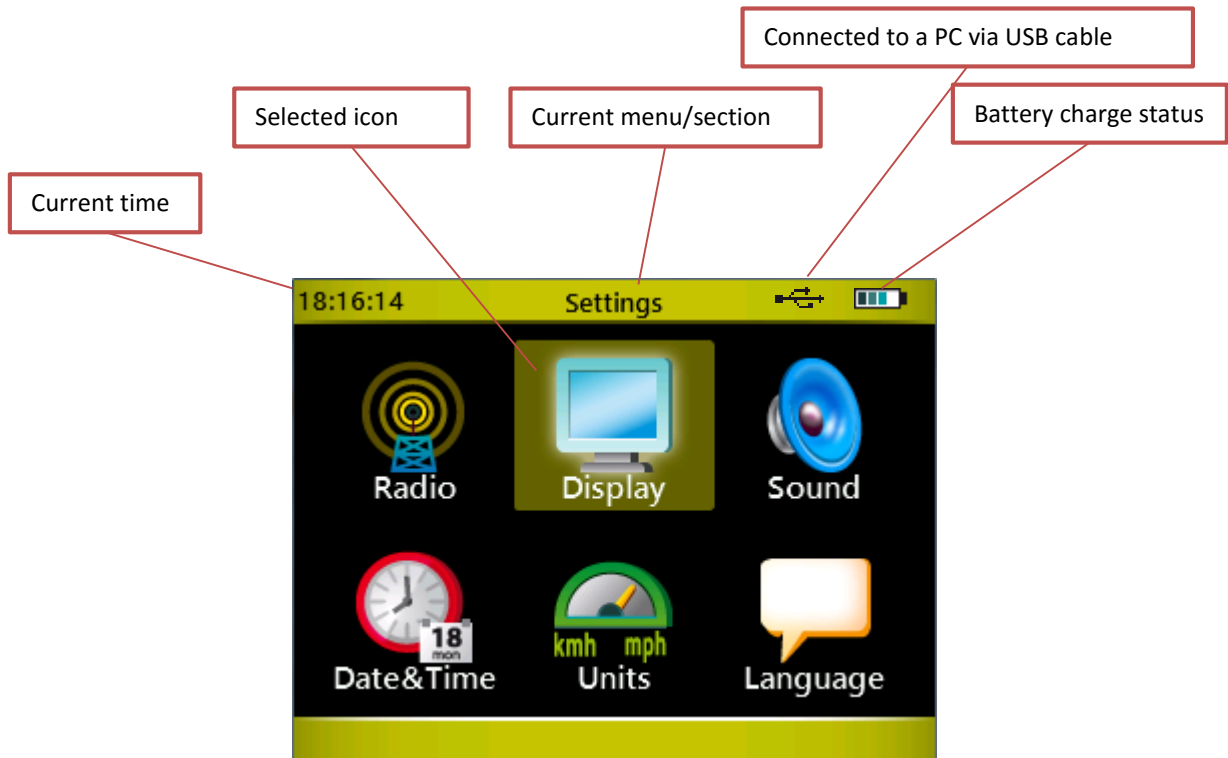 Connected to a PC via USB cable
Selected icon
Current menu/section
Battery charge status
Current time
18:16:14
Settings
Radio
Display
Sound
18
mon
kmh mph
Date&Time
Units
Language